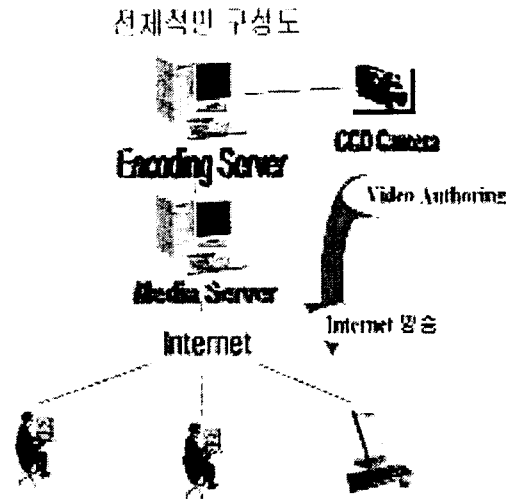 전체적인 구성도
CCD Camera
Encoding Server
Video Authoring
Media Server
Internet 방송
Internet